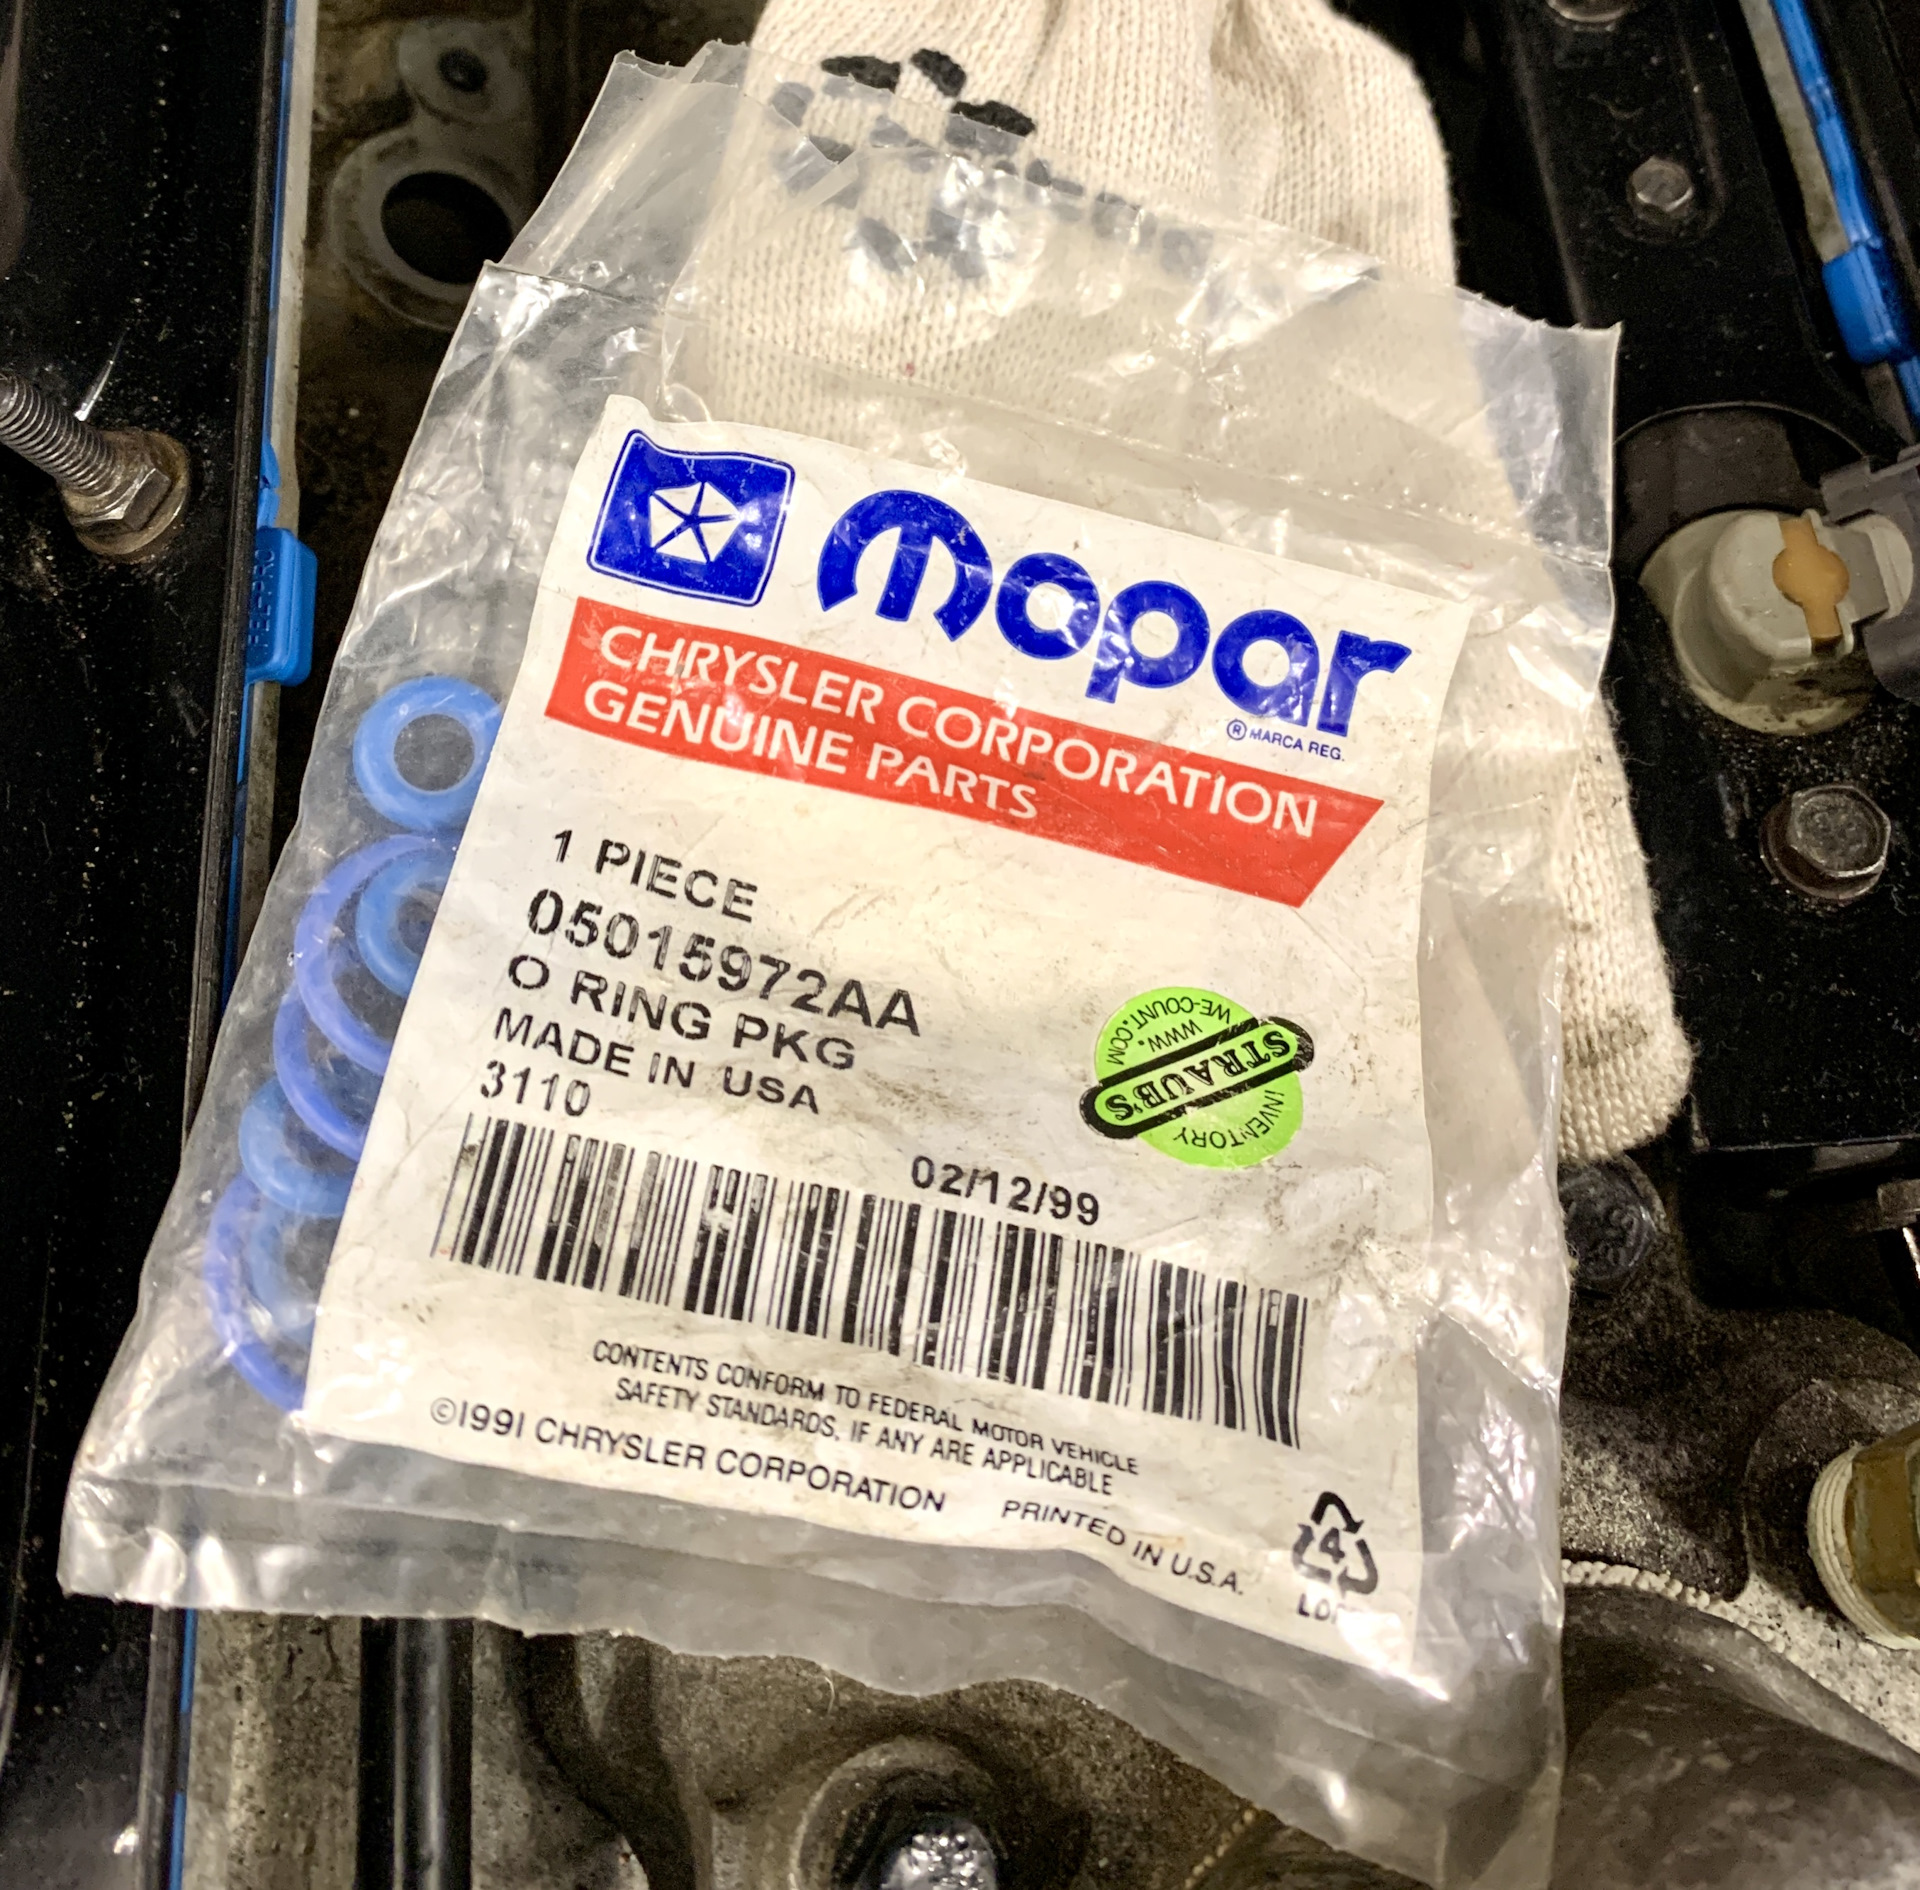 mopar
® MARCA REG.
CHRYSLER CORPORATION
GENUINE PARTS
1 PIECE
05015972AA
O RING PKG
MADE IN USA
3110
WWW.
WE-COUNT.COM
STRAUB'S
INVENTORY
02/12/99
CONTENTS CONFORM TO FEDERAL MOTOR VEHICLE
SAFETY STANDARDS, IF ANY ARE APPLICABLE
©1991 CHRYSLER CORPORATION PRINTED IN U.S.A.
4
FEL-PRO